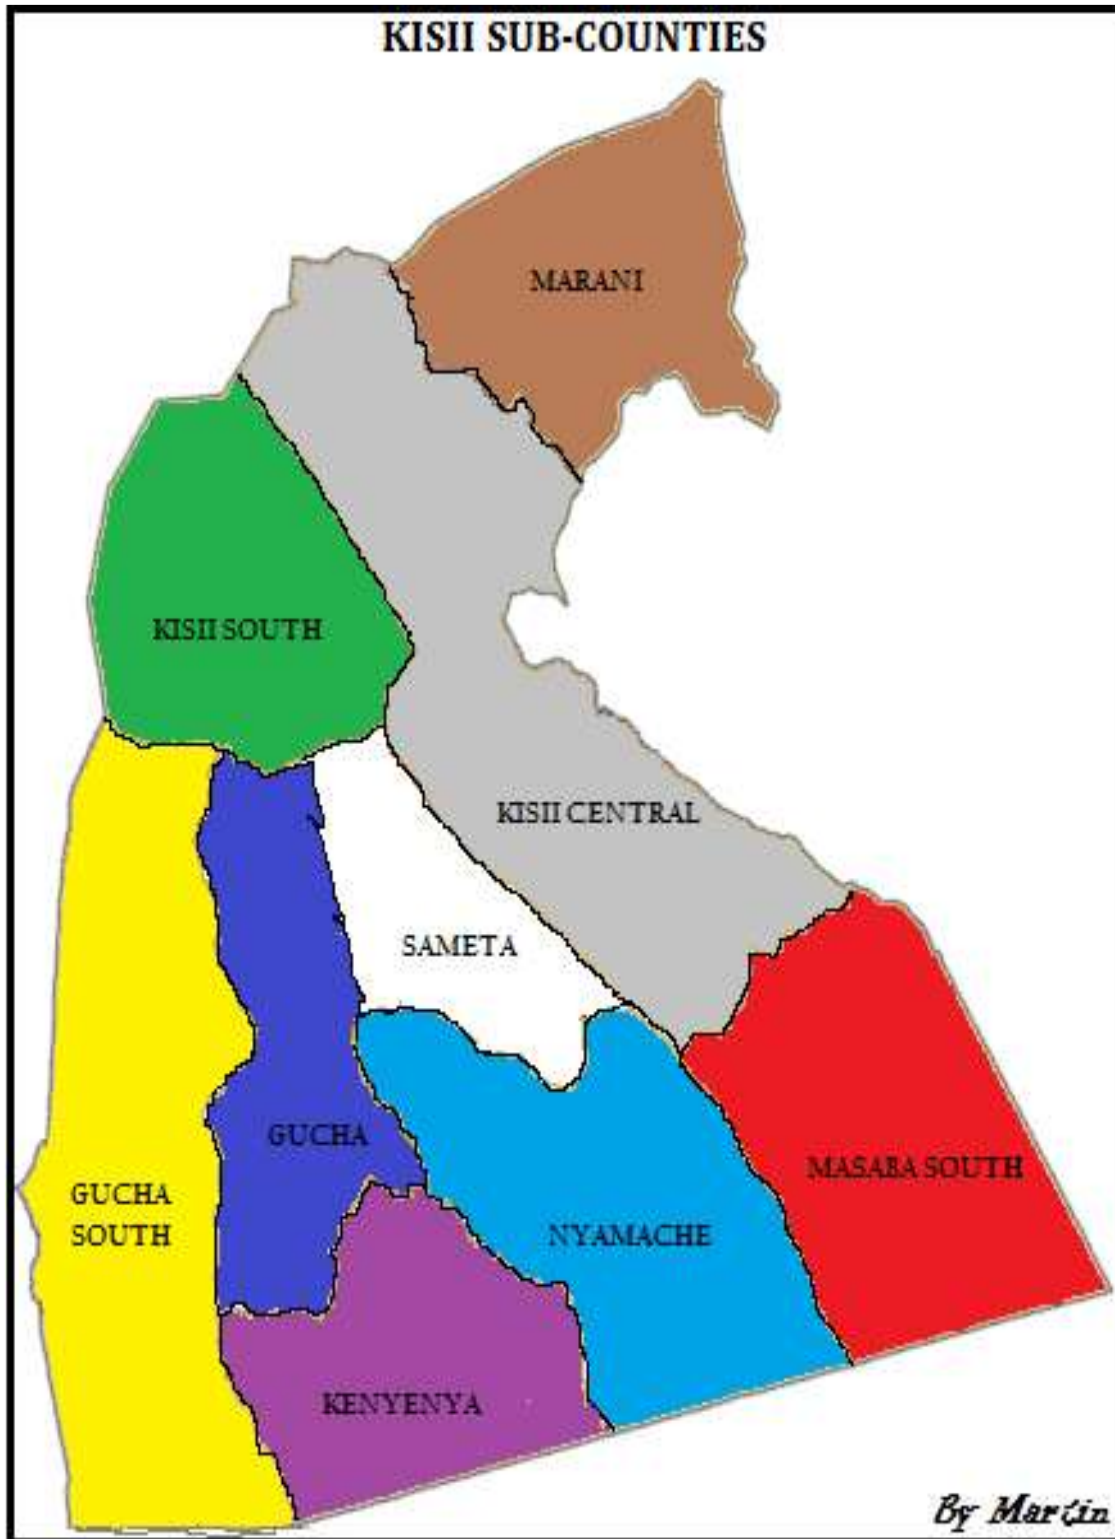 KISII SUB-COUNTIES
MARANI
KISII SOUTH
KISII CENTRAL
SAMETA
GUCHA
MASABA SOUTH
GUCHA
SOUTH
NYAMACHE
KENYENYA
By Martin